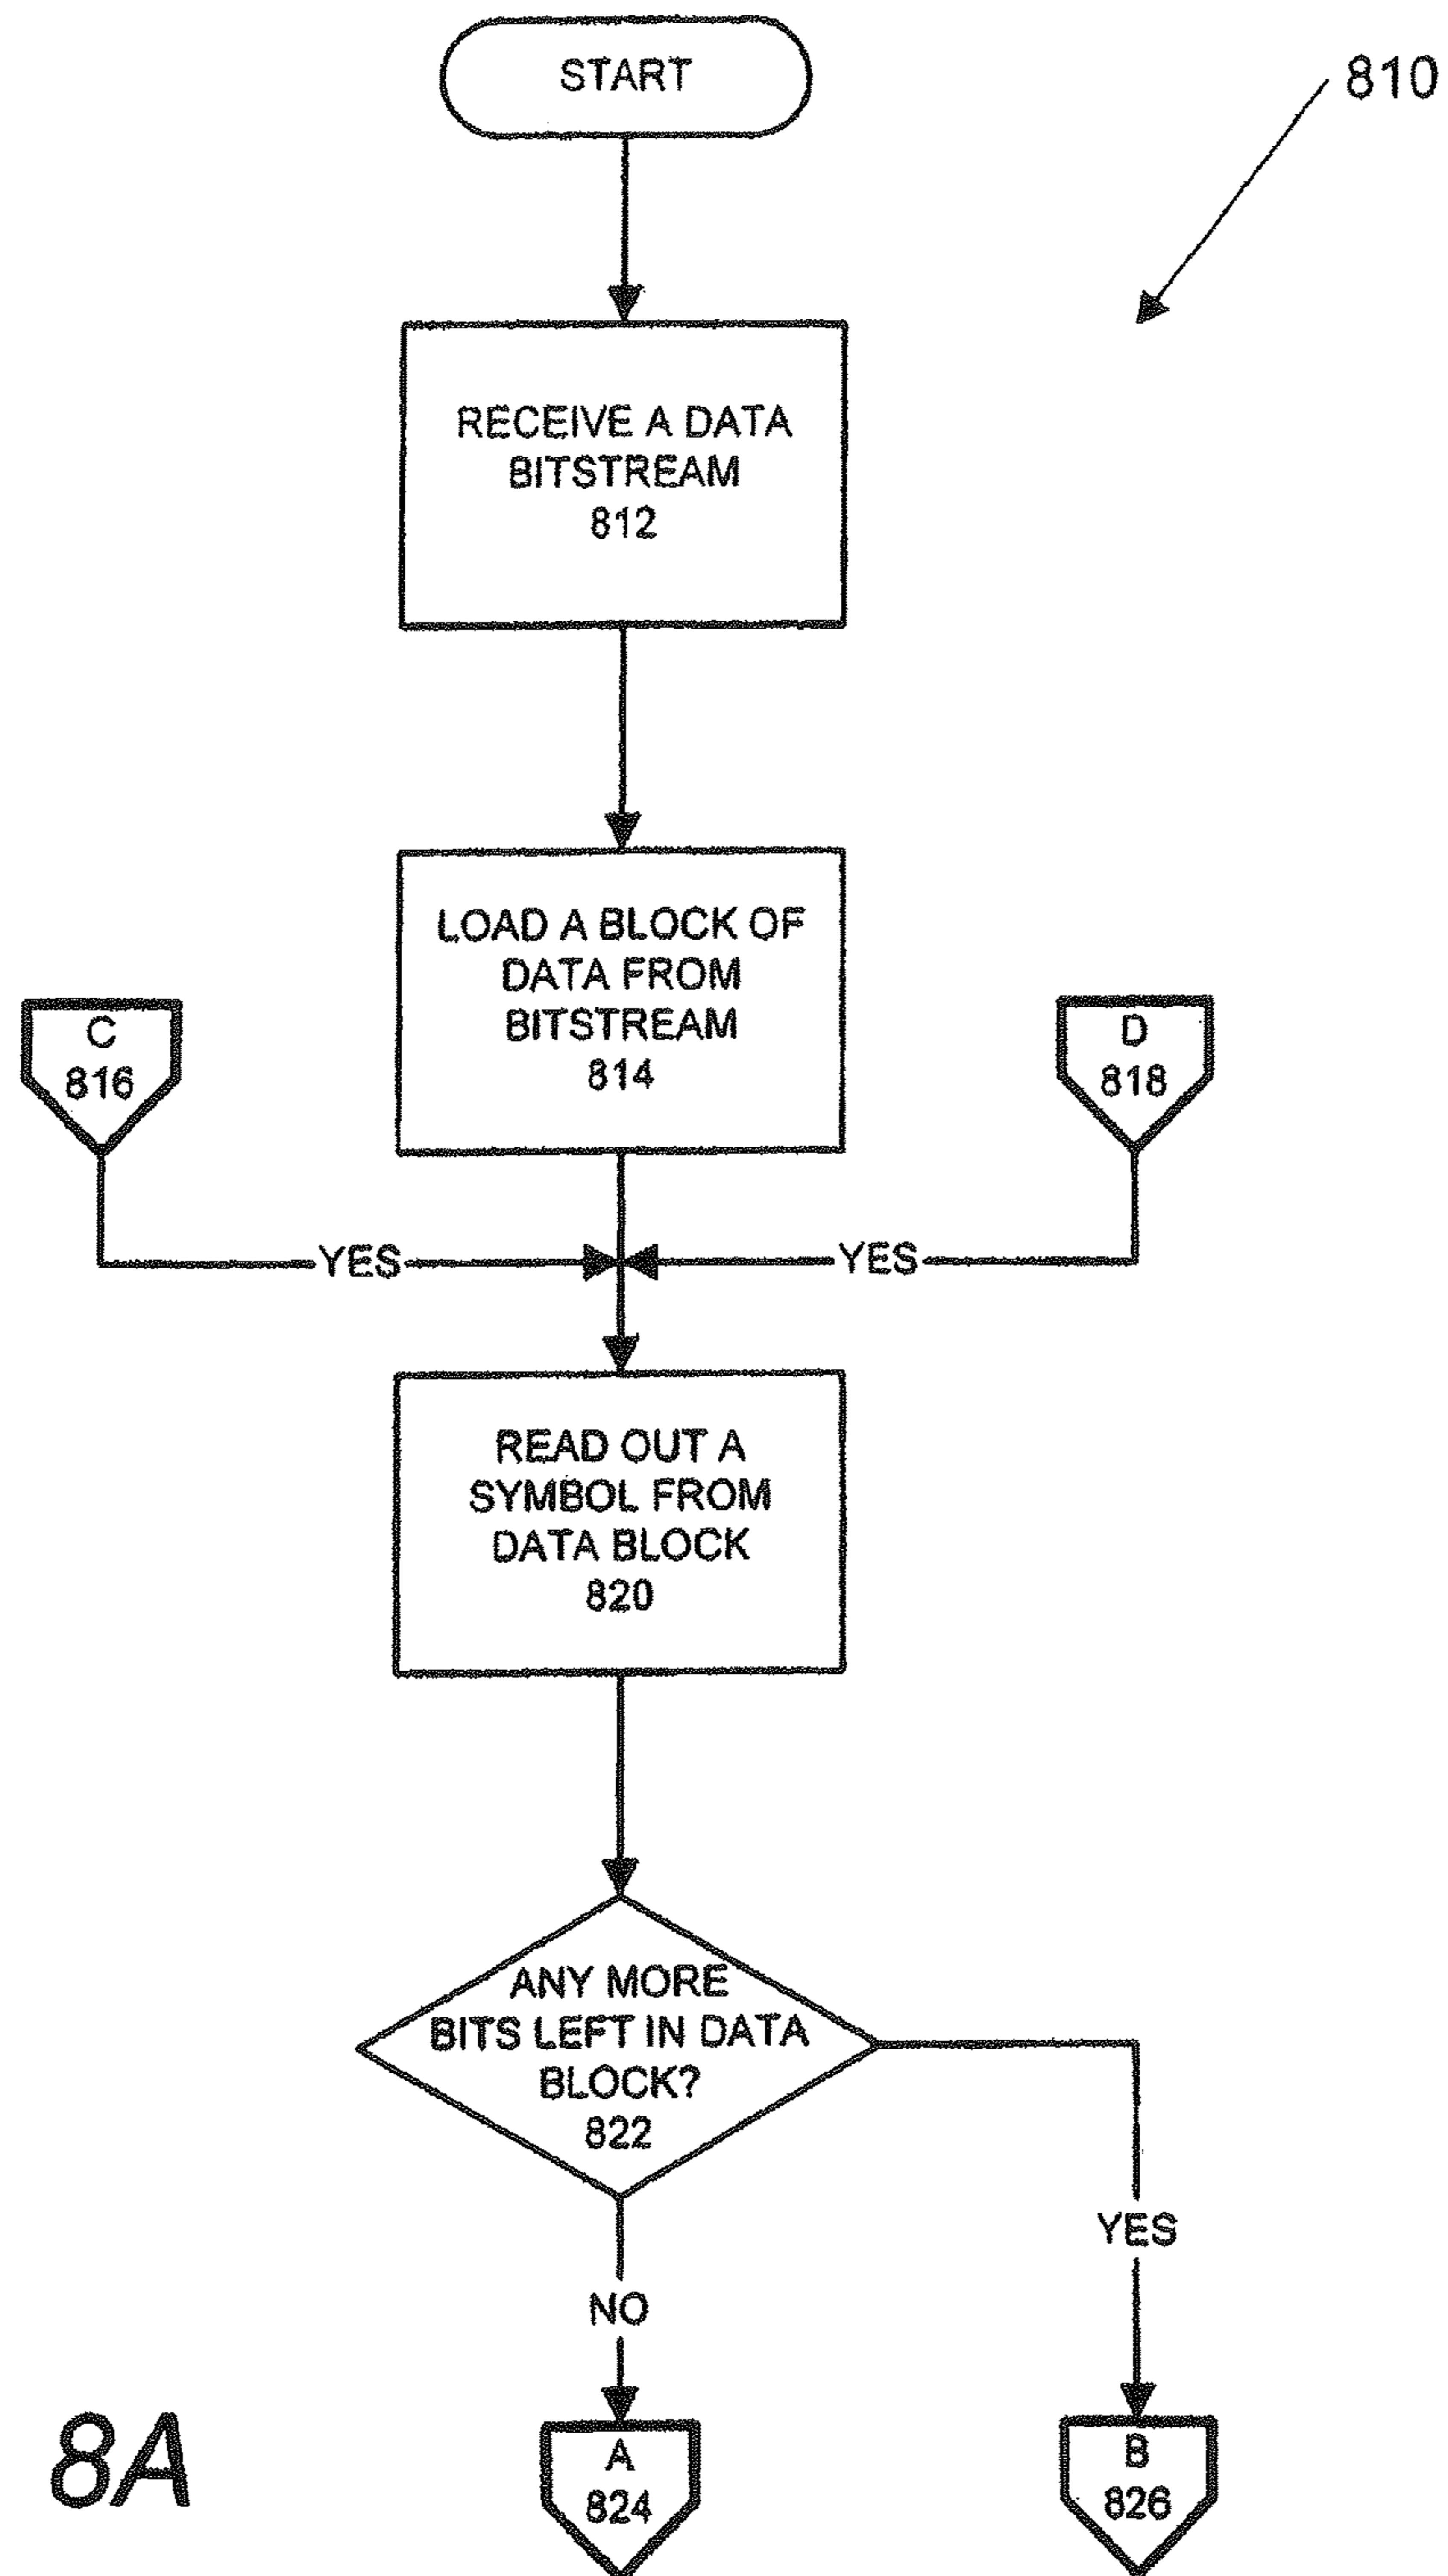 START
810
RECEIVE A DATA
BITSTREAM
812
LOAD A BLOCK OF
DATA FROM
BITSTREAM
814
C
816
D
818
YES
YES
READ OUT A
SYMBOL FROM
DATA BLOCK
820
ANY MORE
BITS LEFT IN DATA
BLOCK?
822
YES
NO
8A
A
824
B
826